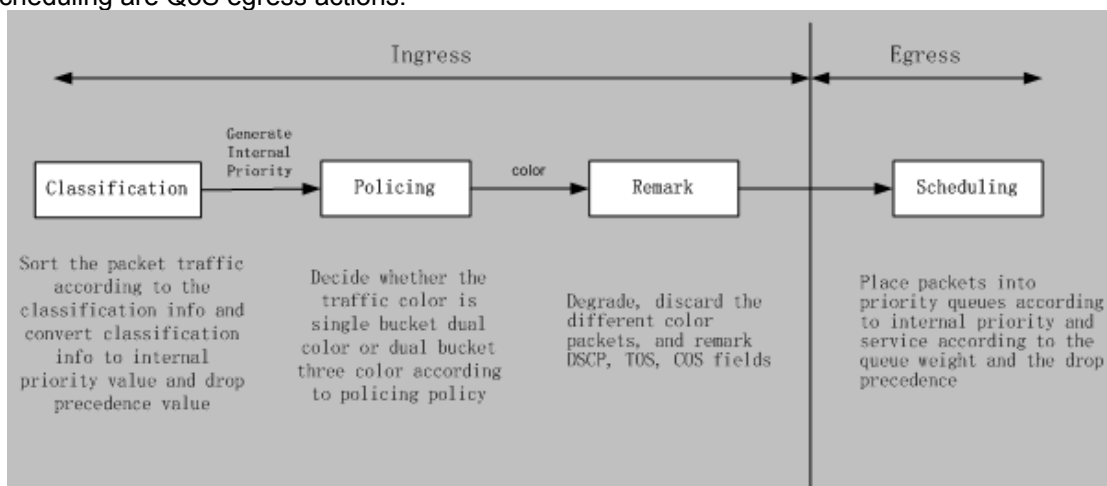 scheduling are QoS egress actions.
Ingress
Egress
Generate
Internal
Priority
color
Classification
Policing
Remark
Scheduling
Sort the packet traffic
according to the
classification info and
convert classification
info to internal
priority value and drop
precedence value
Decide whether the
traffic color is
single bucket dual
color or dual bucket
three color according
to policing policy
Degrade, discard the
different color
packets, and remark
DSCP, TOS, COS fields
Place packets into
priority queues according
to internal priority and
service according to the
queue weight and the drop
precedence